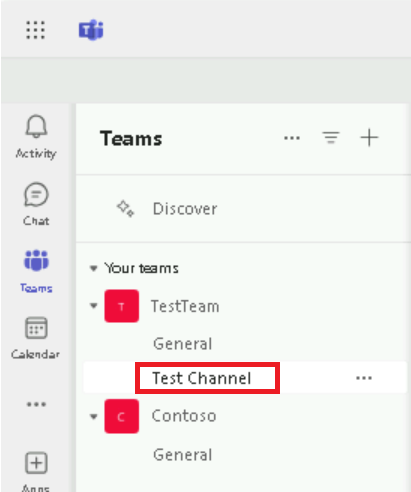 Teams
Activity
Discover
Chat
Your teams
Teams
T
TestTeam
General
Calendar
Test Channel
C
Contoso
General
Apps